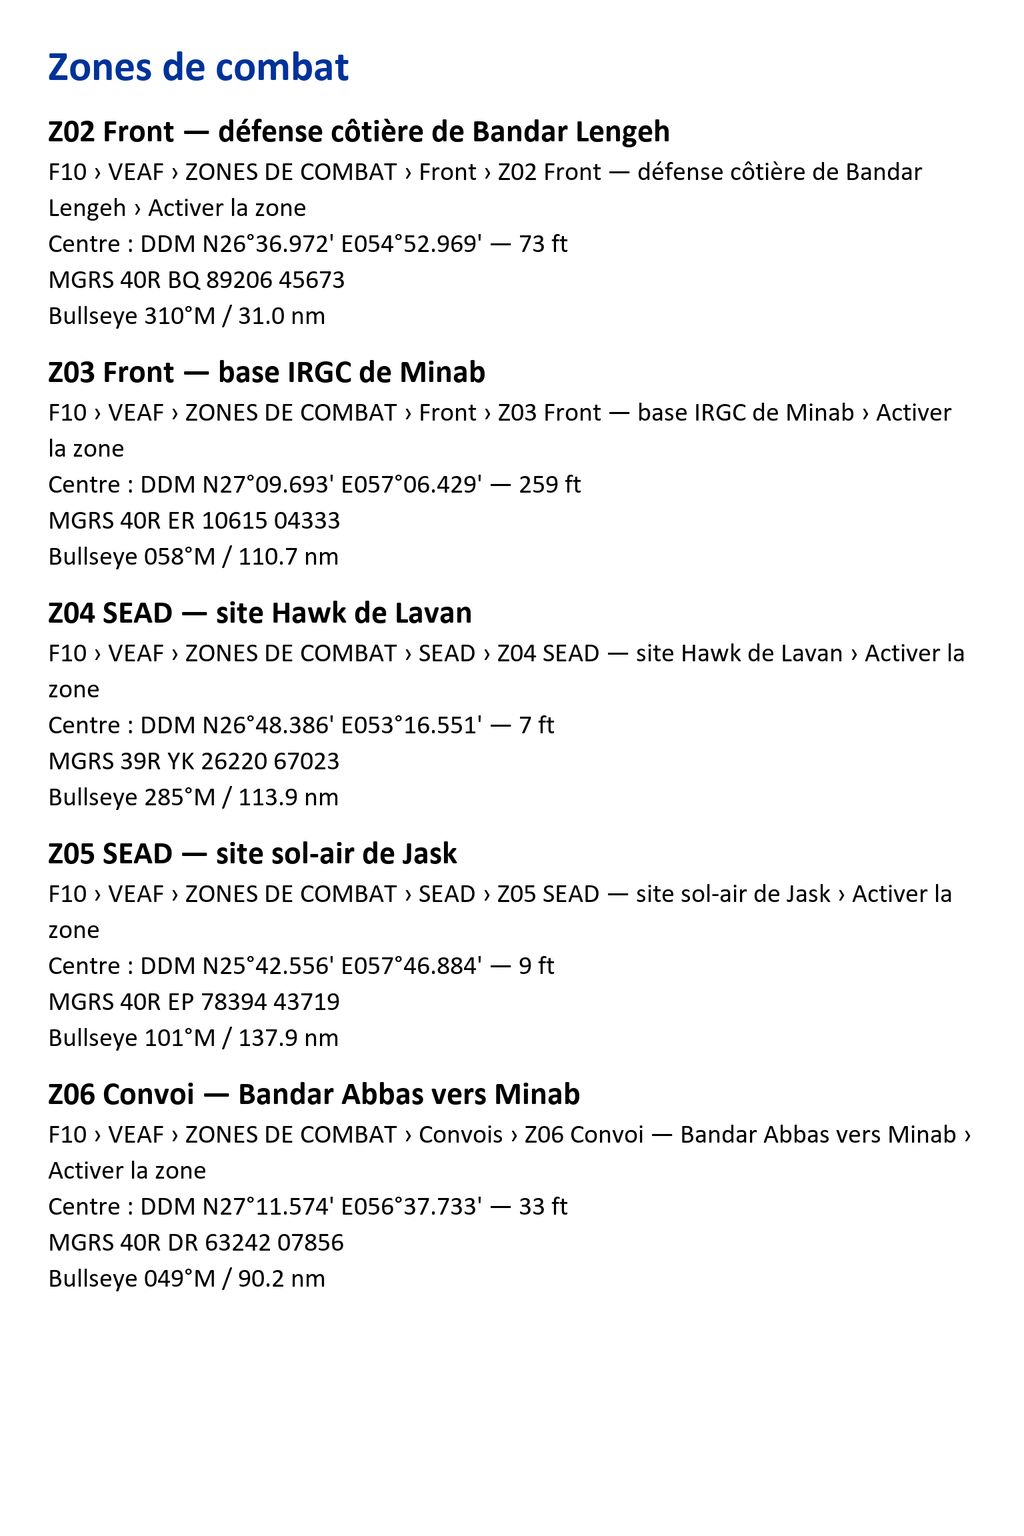 Zones de combat
Z02 Front — défense côtière de Bandar Lengeh
F10 › VEAF › ZONES DE COMBAT › Front › Z02 Front — défense côtière de Bandar
Lengeh › Activer la zone
Centre : DDM N26°36.972' E054°52.969' — 73 ft
MGRS 40R BQ 89206 45673
Bullseye 310°M / 31.0 nm
Z03 Front — base IRGC de Minab
F10 › VEAF › ZONES DE COMBAT › Front › Z03 Front — base IRGC de Minab › Activer
la zone
Centre : DDM N27°09.693' E057°06.429' — 259 ft
MGRS 40R ER 10615 04333
Bullseye 058°M / 110.7 nm
Z04 SEAD — site Hawk de Lavan
F10 › VEAF › ZONES DE COMBAT › SEAD › Z04 SEAD — site Hawk de Lavan › Activer la
zone
Centre : DDM N26°48.386' E053°16.551' — 7 ft
MGRS 39R YK 26220 67023
Bullseye 285°M / 113.9 nm
Z05 SEAD — site sol-air de Jask
F10 › VEAF › ZONES DE COMBAT › SEAD › Z05 SEAD — site sol-air de Jask › Activer la
zone
Centre : DDM N25°42.556' E057°46.884' — 9 ft
MGRS 40R EP 78394 43719
Bullseye 101°M / 137.9 nm
Z06 Convoi — Bandar Abbas vers Minab
F10 › VEAF › ZONES DE COMBAT › Convois › Z06 Convoi — Bandar Abbas vers Minab ›
Activer la zone
Centre : DDM N27°11.574' E056°37.733' — 33 ft
MGRS 40R DR 63242 07856
Bullseye 049°M / 90.2 nm